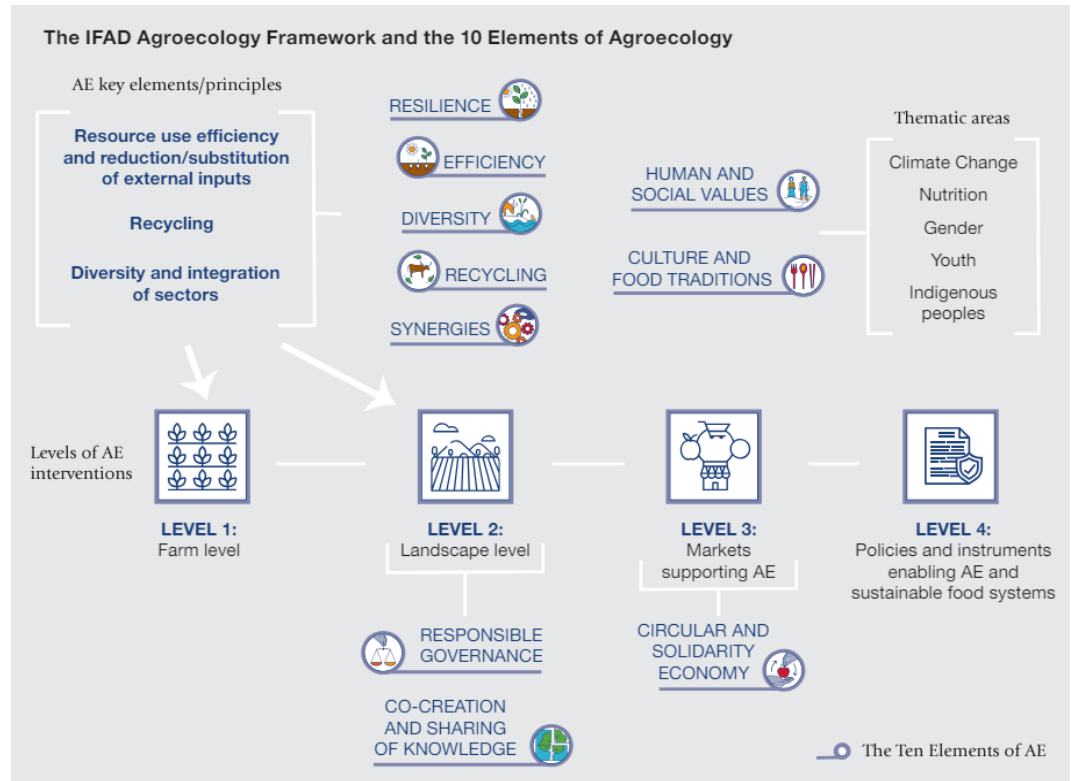 The IFAD Agroecology Framework and the 10 Elements of Agroecology
AE key elements/principles
Resource use efficiency
and reduction/substitution
of external inputs
Recycling
Diversity and integration
of sectors
RESILIENCE
EFFICIENCY
DIVERSITY
RECYCLING
SYNERGIES
HUMAN AND
SOCIAL VALUES
CULTURE AND
FOOD TRADITIONS
Thematic areas
Climate Change
Nutrition
Gender
Youth
Indigenous
peoples
Levels of AE
interventions
LEVEL 1:
Farm level
LEVEL 2:
Landscape level
LEVEL 3:
Markets
supporting AE
LEVEL 4:
Policies and instruments
enabling AE and
sustainable food systems
RESPONSIBLE
GOVERNANCE
CO-CREATION
AND SHARING
OF KNOWLEDGE
CIRCULAR AND
SOLIDARITY
ECONOMY
The Ten Elements of AE